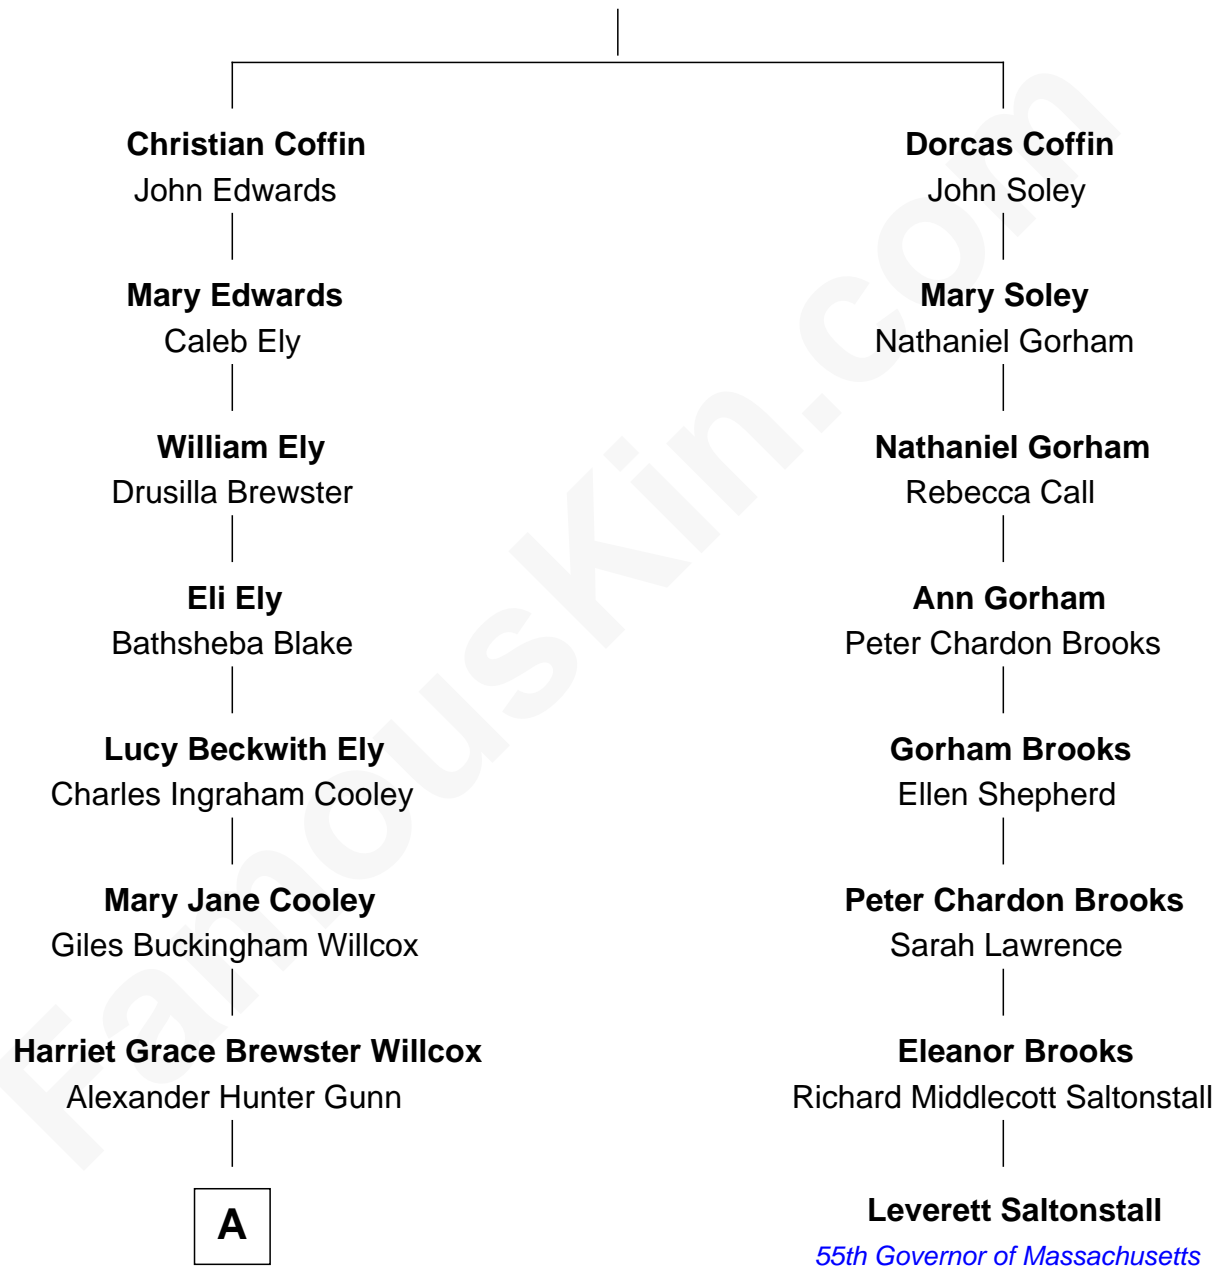 Christian Coffin
John Edwards
Mary Edwards
Caleb Ely
William Ely
Drusilla Brewster
Eli Ely
Bathsheba Blake
Lucy Beckwith Ely
Charles Ingraham Cooley
Mary Jane Cooley
Giles Buckingham Willcox
Harriet Grace Brewster Willcox
Alexander Hunter Gunn
A
Dorcas Coffin
John Soley
Mary Soley
Nathaniel Gorham
Nathaniel Gorham
Rebecca Call
Ann Gorham
Peter Chardon Brooks
Gorham Brooks
Ellen Shepherd
Peter Chardon Brooks
Sarah Lawrence
Eleanor Brooks
Richard Middlecott Saltonstall
Leverett Saltonstall
55th Governor of Massachusetts
FamousKin.com